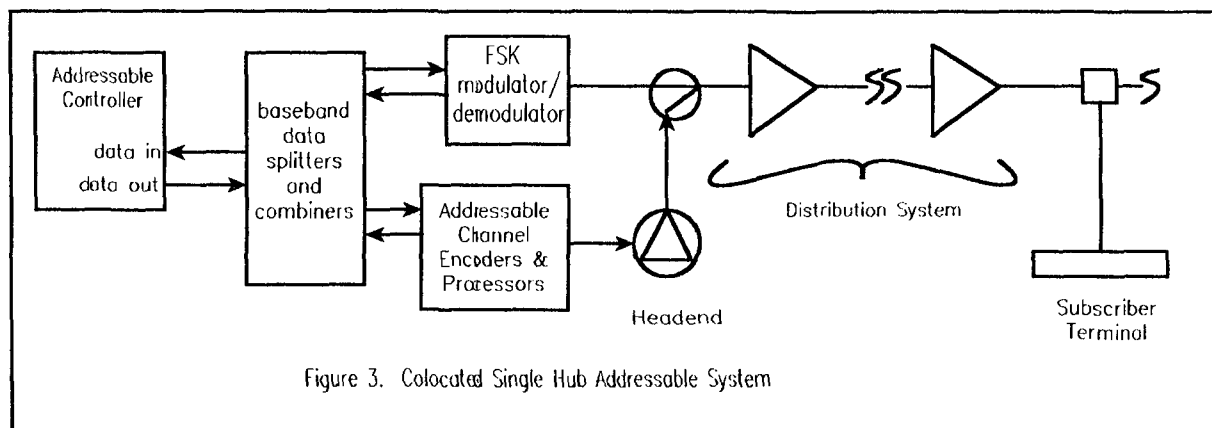 Addressable
Controller
data in
data out
baseband
data
splitters
and
combiners
FSK
modulator/
demodulator
Addressable
Channel
Encoders &
Processors
Headend
Distribution System
Subscriber
Terminal
Figure 3. Colocated Single Hub Addressable System